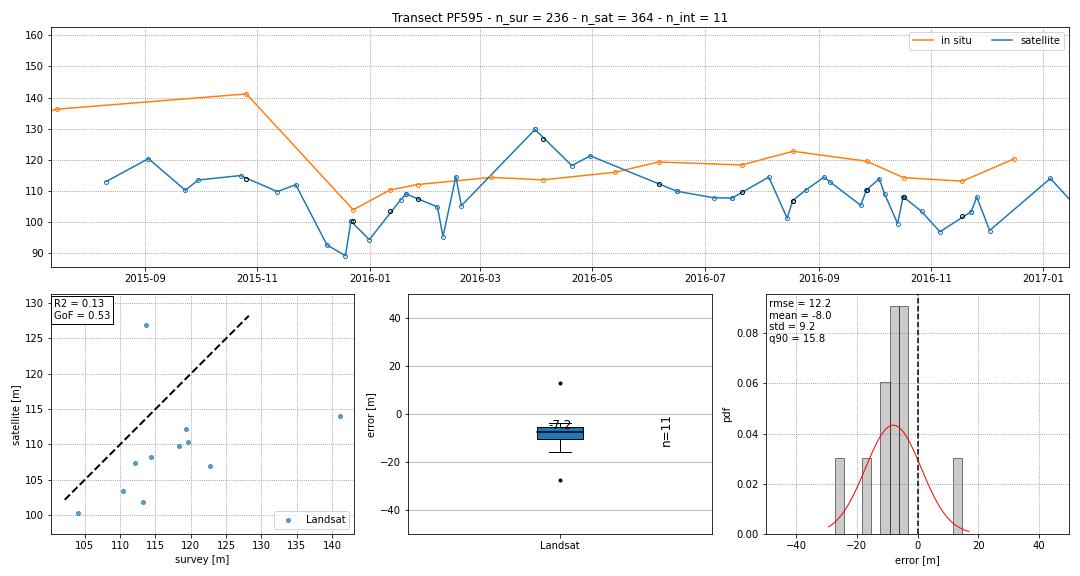 Transect PF595 - n_sur = 236 - n_sat = 364 - n_int = 11
160
150
140
130
120
110
100
90
in situ
satellite
2015-09
2015-11
2016-01
2016-03
2016-05
2016-07
2016-09
2016-11
2017-01
R2 = 0.13
GoF = 0.53
130
125
120
115
110
105
100
satellite [m]
Landsat
105
110
115
120
125
130
135
140
survey [m]
40
20
0
−20
−40
error [m]
-7.2
n=11
Landsat
rmse = 12.2
mean = -8.0
std = 9.2
q90 = 15.8
0.08
0.06
0.04
0.02
0.00
pdf
−40
−20
0
20
40
error [m]